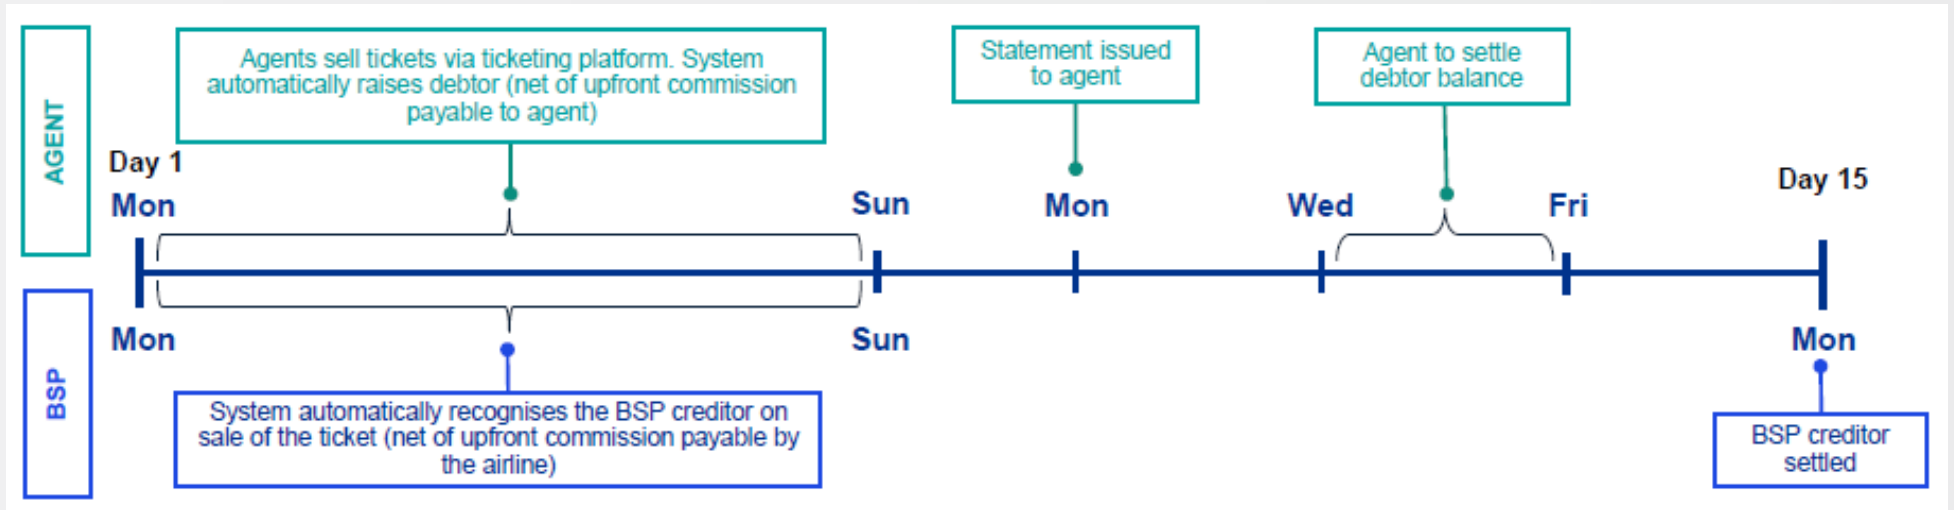 AGENT
Agents sell tickets via ticketing platform. System
automatically raises debtor (net of upfront commission
payable to agent)
Statement issued
to agent
Agent to settle
debtor balance
Day 1
Day 15
Mon
Sun
Mon
Wed
Fri
BSP
Mon
Sun
Mon
System automatically recognises the BSP creditor on
sale of the ticket (net of upfront commission payable by
the airline)
BSP creditor
settled